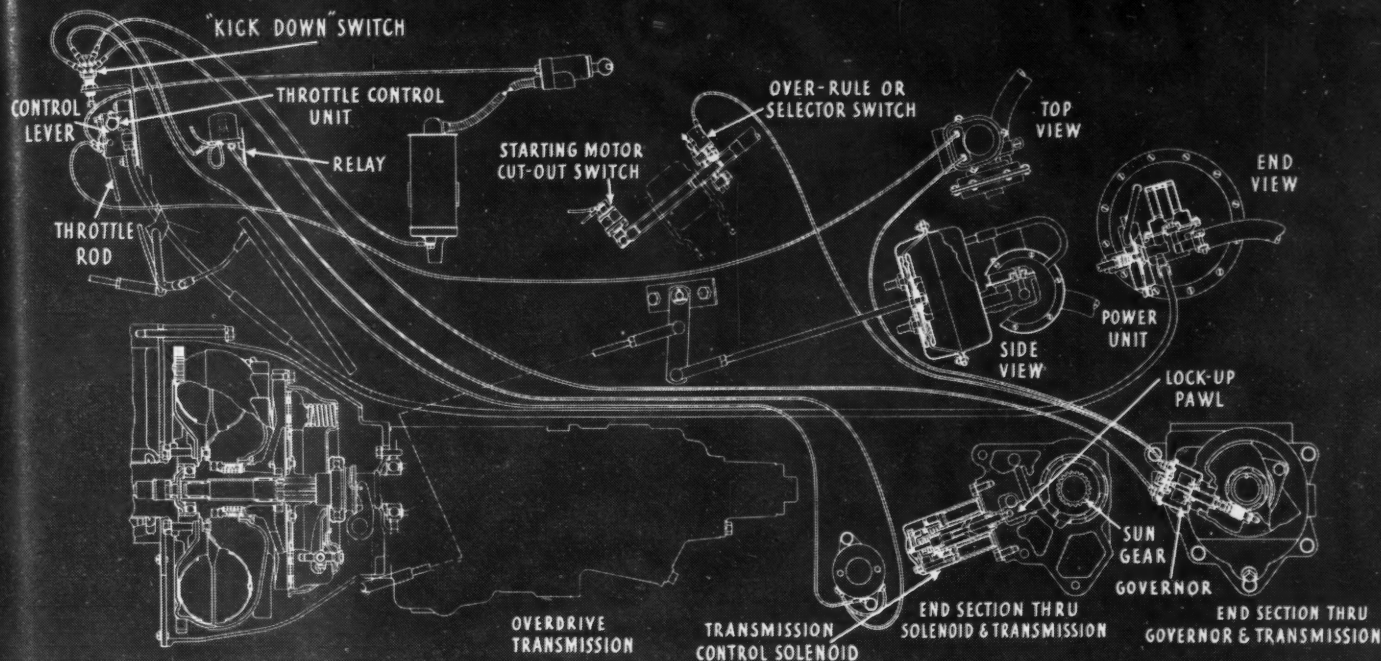 "KICK DOWN" SWITCH
CONTROL
LEVER
THROTTLE CONTROL
UNIT
RELAY
THROTTLE
ROD
STARTING MOTOR
CUT-OUT SWITCH
OVER-RULE OR
SELECTOR SWITCH
TOP
VIEW
END
VIEW
POWER
UNIT
SIDE
VIEW
LOCK-UP
PAWL
SUN
GEAR
GOVERNOR
OVERDRIVE
TRANSMISSION
TRANSMISSION
CONTROL SOLENOID
END SECTION THRU
SOLENOID & TRANSMISSION
END SECTION THRU
GOVERNOR & TRANSMISSION